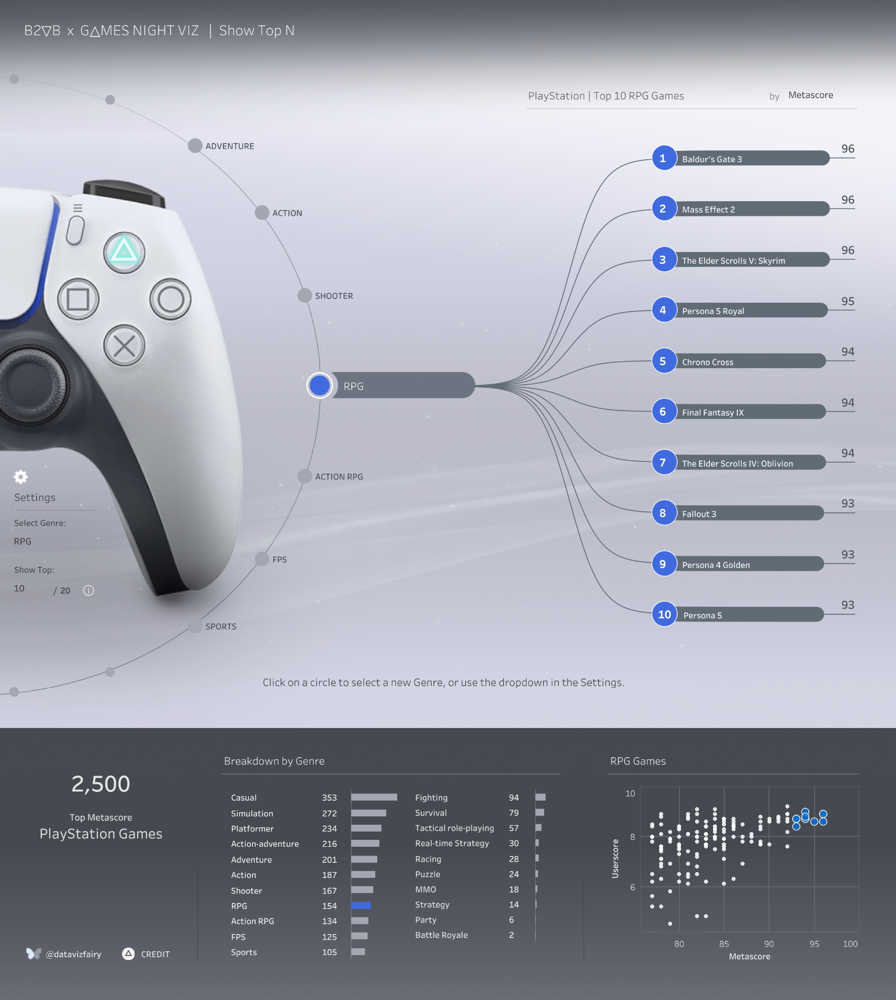 B2▽B x G△MES NIGHT VIZ | Show Top N
PlayStation | Top 10 RPG Games by Metascore
ADVENTURE
ACTION
SHOOTER
RPG
ACTION RPG
FPS
SPORTS
1 Baldur’s Gate 3 96
2 Mass Effect 2 96
3 The Elder Scrolls V: Skyrim 96
4 Persona 5 Royal 95
5 Chrono Cross 94
6 Final Fantasy IX 94
7 The Elder Scrolls IV: Oblivion 94
8 Fallout 3 93
9 Persona 4 Golden 93
10 Persona 5 93
Settings
Select Genre:
RPG
Show Top:
10 / 20 i
Click on a circle to select a new Genre, or use the dropdown in the Settings.
2,500
Top Metascore
PlayStation Games
@datavizfairy CREDIT
Breakdown by Genre
Casual 353
Simulation 272
Platformer 234
Action-adventure 216
Adventure 201
Action 187
Shooter 167
RPG 154
Action RPG 134
FPS 125
Sports 105
Fighting 94
Survival 79
Tactical role-playing 57
Real-time Strategy 30
Racing 28
Puzzle 24
MMO 18
Strategy 14
Party 6
Battle Royale 2
RPG Games
10
8
6
Userscore
80 85 90 95 100
Metascore